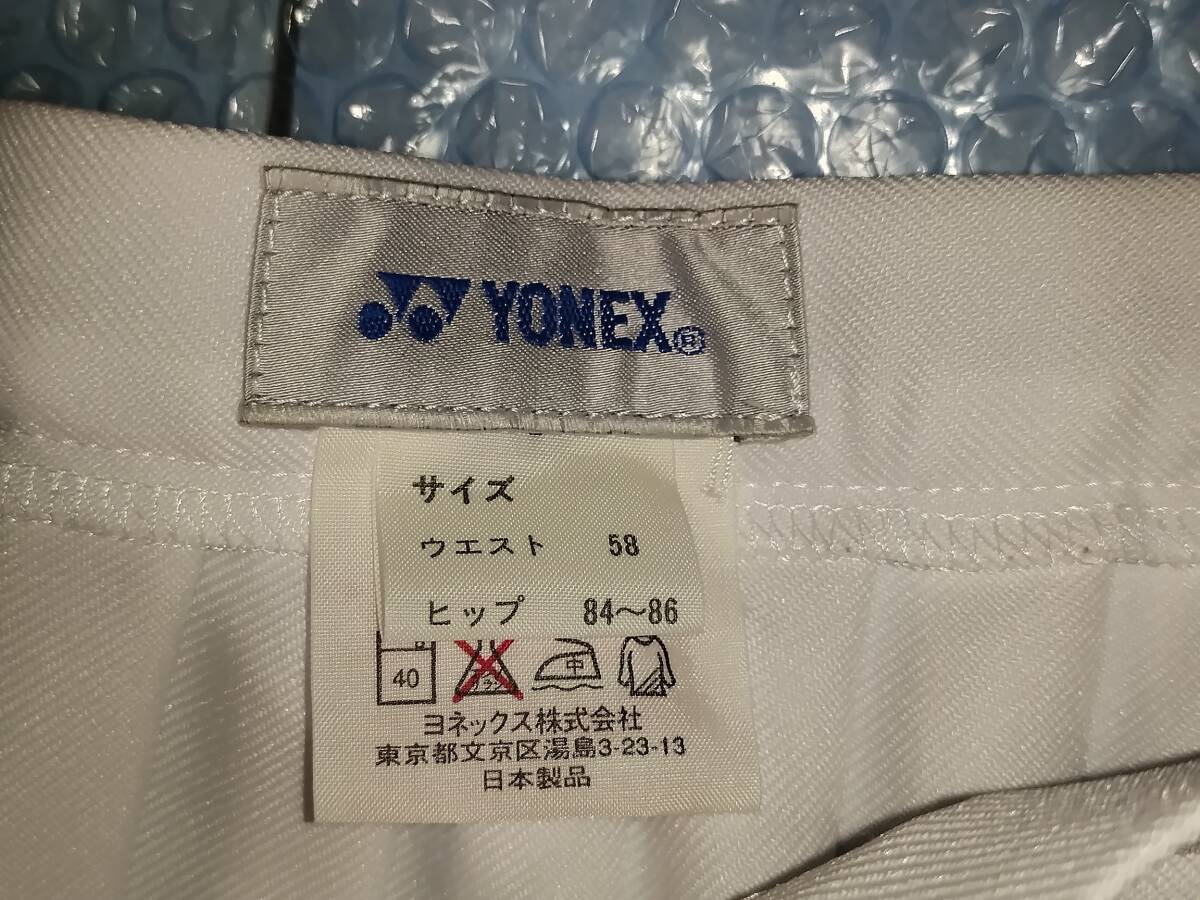 YONEX®
サイズ
ウエスト 58
ヒップ 84～86
40 中
ヨネックス株式会社
東京都文京区湯島3-23-13
日本製品